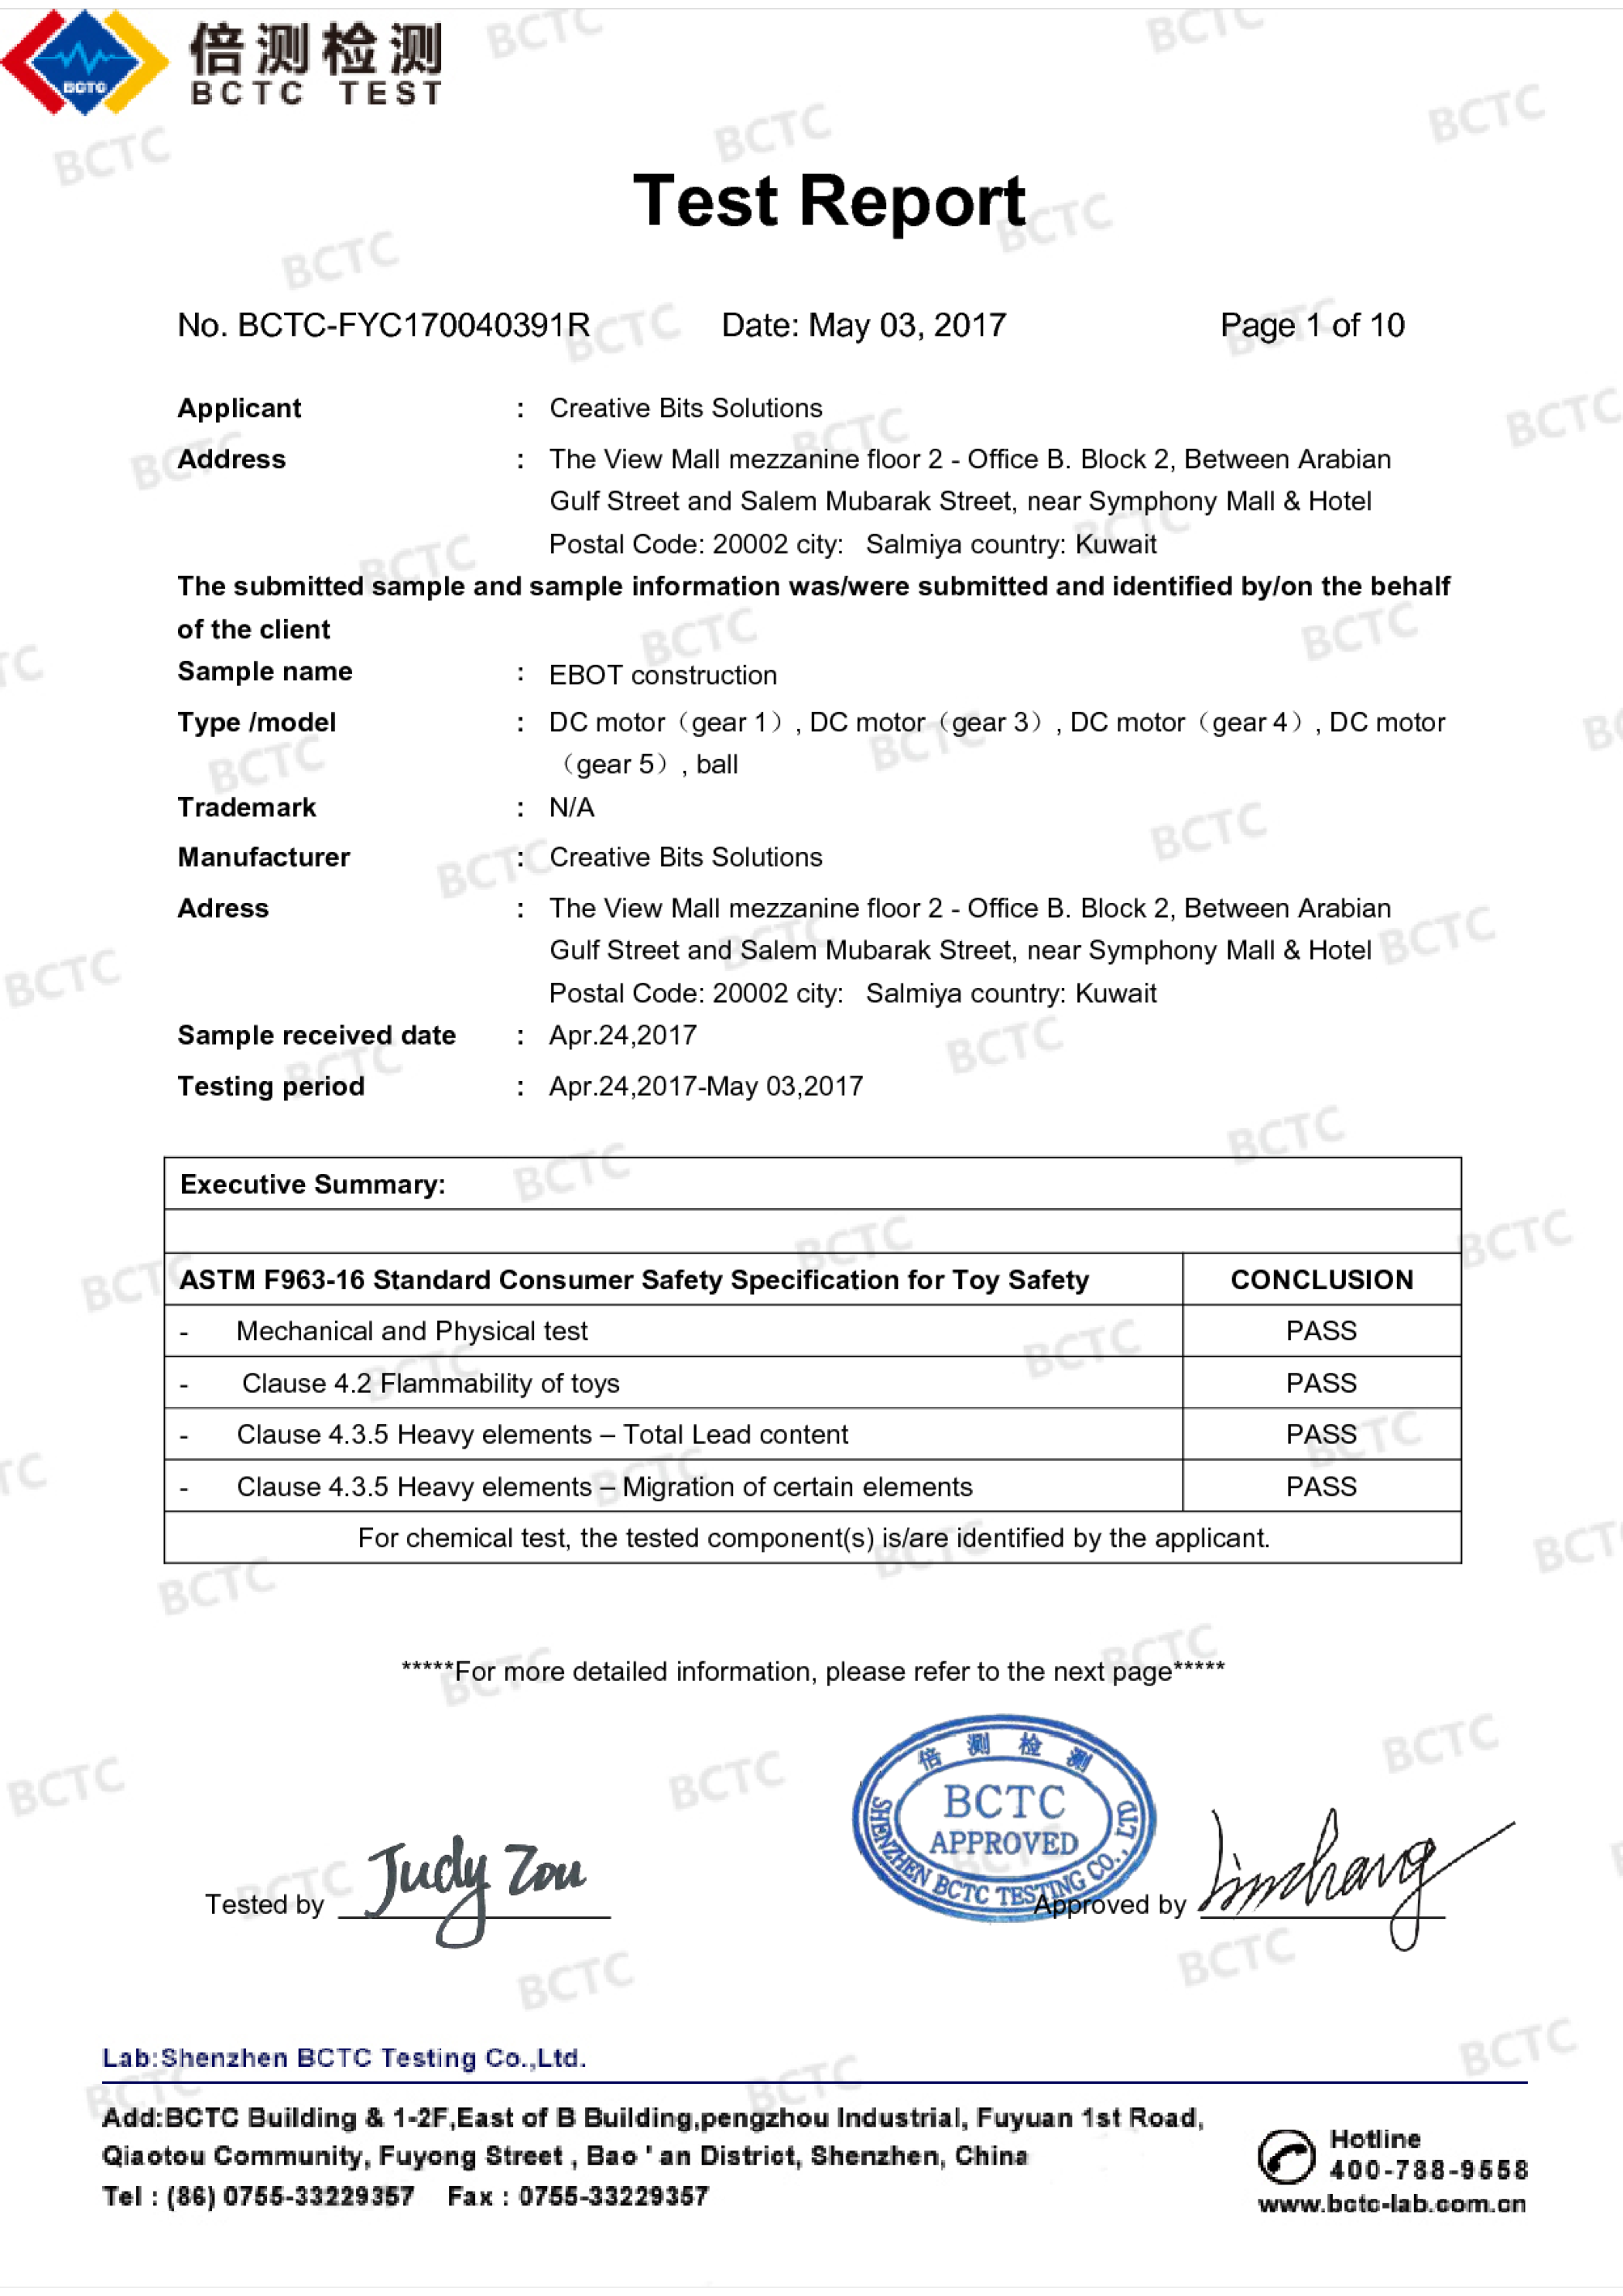 倍测检测
BCTC TEST
BCTC
Test Report
No. BCTC-FYC170040391R Date: May 03, 2017 Page 1 of 10
Applicant : Creative Bits Solutions
Address : The View Mall mezzanine floor 2 - Office B. Block 2, Between Arabian
Gulf Street and Salem Mubarak Street, near Symphony Mall & Hotel
Postal Code: 20002 city: Salmiya country: Kuwait
The submitted sample and sample information was/were submitted and identified by/on the behalf
of the client
Sample name : EBOT construction
Type /model : DC motor（gear 1）, DC motor（gear 3）, DC motor（gear 4）, DC motor
（gear 5）, ball
Trademark : N/A
Manufacturer : Creative Bits Solutions
Adress : The View Mall mezzanine floor 2 - Office B. Block 2, Between Arabian
Gulf Street and Salem Mubarak Street, near Symphony Mall & Hotel
Postal Code: 20002 city: Salmiya country: Kuwait
Sample received date : Apr.24,2017
Testing period : Apr.24,2017-May 03,2017
Executive Summary:
ASTM F963-16 Standard Consumer Safety Specification for Toy Safety CONCLUSION
- Mechanical and Physical test PASS
- Clause 4.2 Flammability of toys PASS
- Clause 4.3.5 Heavy elements – Total Lead content PASS
- Clause 4.3.5 Heavy elements – Migration of certain elements PASS
For chemical test, the tested component(s) is/are identified by the applicant.
*****For more detailed information, please refer to the next page*****
倍测检测
BCTC
APPROVED
SHENZHEN BCTC TESTING CO., LTD
Tested by Judy Zou Approved by
Lab:Shenzhen BCTC Testing Co.,Ltd.
Add:BCTC Building & 1-2F,East of B Building,pengzhou Industrial, Fuyuan 1st Road,
Qiaotou Community, Fuyong Street , Bao ' an District, Shenzhen, China
Tel : (86) 0755-33229357 Fax : 0755-33229357
Hotline
400-788-9558
www.bctc-lab.com.cn